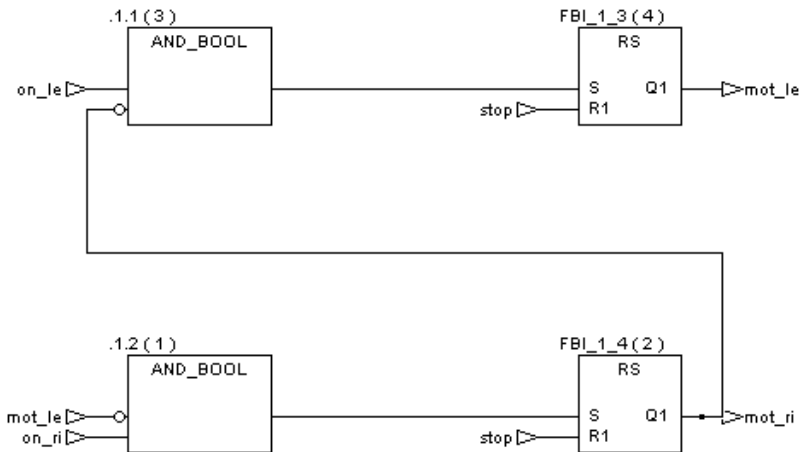 .1.1 ( 3 ) FBI_1_3 ( 4 )
AND_BOOL RS
on_le S Q1 mot_le
stop R1
.1.2 ( 1 ) FBI_1_4 ( 2 )
AND_BOOL RS
mot_le S Q1 mot_ri
on_ri stop R1